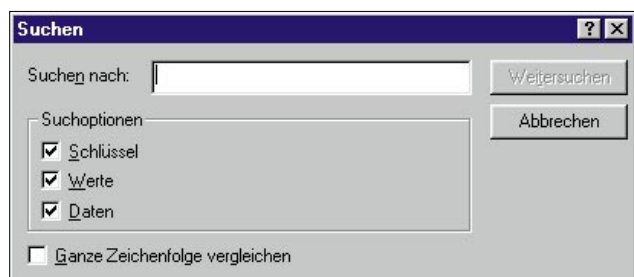 Suchen
Suchen nach:
Weitersuchen
Suchoptionen
Abbrechen
Schlüssel
Werte
Daten
Ganze Zeichenfolge vergleichen